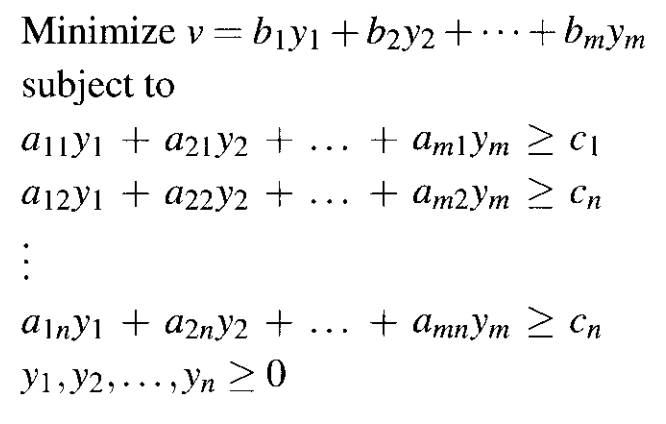 Minimize v = b₁y₁ + b₂y₂ + ⋯ + bₘyₘ
subject to
a₁₁y₁ + a₂₁y₂ + … + aₘ₁yₘ ≥ c₁
a₁₂y₁ + a₂₂y₂ + … + aₘ₂yₘ ≥ cₙ
⋮
a₁ₙy₁ + a₂ₙy₂ + … + aₘₙyₘ ≥ cₙ
y₁, y₂, …, yₙ ≥ 0